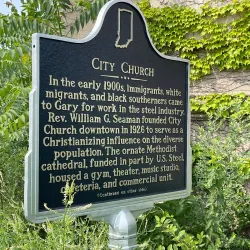 CITY CHURCH
In the early 1900s, immigrants, white
migrants, and black southerners came
to Gary for work in the steel industry.
Rev. William G. Seaman founded City
Church downtown in 1926 to serve as a
Christianizing influence on the diverse
population. The ornate Methodist
cathedral, funded in part by U.S. Steel,
housed a gym, theater, music studio,
cafeteria, and commercial unit.
(Continued on other side)